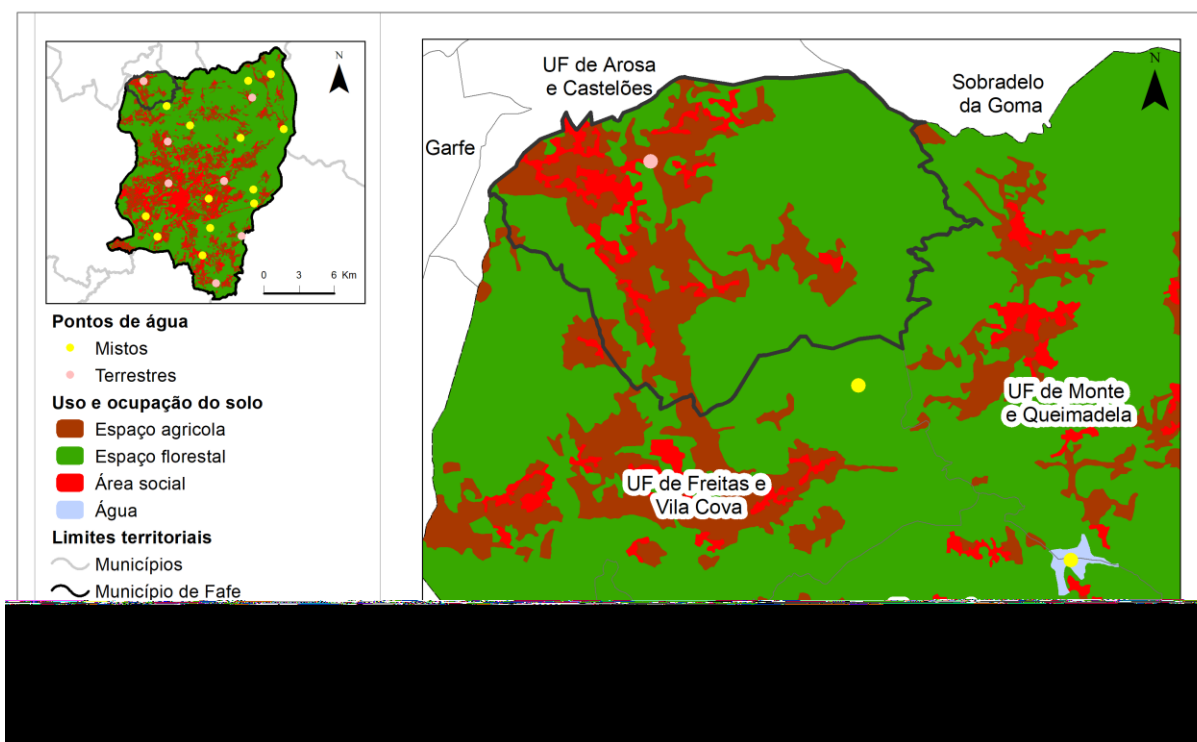 N
0 3 6 Km
Pontos de água
Mistos
Terrestres
Uso e ocupação do solo
Espaço agricola
Espaço florestal
Área social
Água
Limites territoriais
Municípios
Município de Fafe
UF de Arosa
e Castelões
Sobradelo
da Goma
N
Garfe
UF de Monte
e Queimadela
UF de Freitas e
Vila Cova